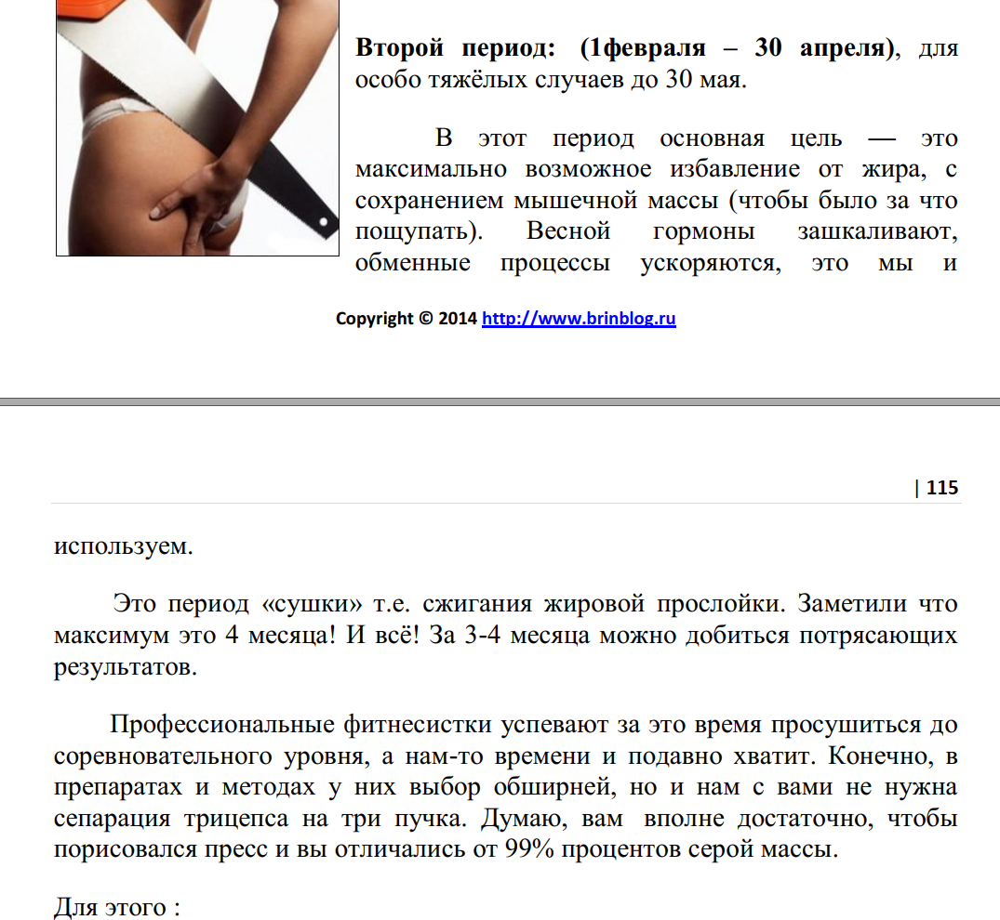 Второй период: (1февраля – 30 апреля), для
особо тяжёлых случаев до 30 мая.
В этот период основная цель — это
максимально возможное избавление от жира, с
сохранением мышечной массы (чтобы было за что
пощупать). Весной гормоны зашкаливают,
обменные процессы ускоряются, это мы и
Copyright © 2014 http://www.brinblog.ru
| 115
используем.
Это период «сушки» т.е. сжигания жировой прослойки. Заметили что
максимум это 4 месяца! И всё! За 3-4 месяца можно добиться потрясающих
результатов.
Профессиональные фитнесистки успевают за это время просушиться до
соревновательного уровня, а нам-то времени и подавно хватит. Конечно, в
препаратах и методах у них выбор обширней, но и нам с вами не нужна
сепарация трицепса на три пучка. Думаю, вам вполне достаточно, чтобы
порисовался пресс и вы отличались от 99% процентов серой массы.
Для этого :